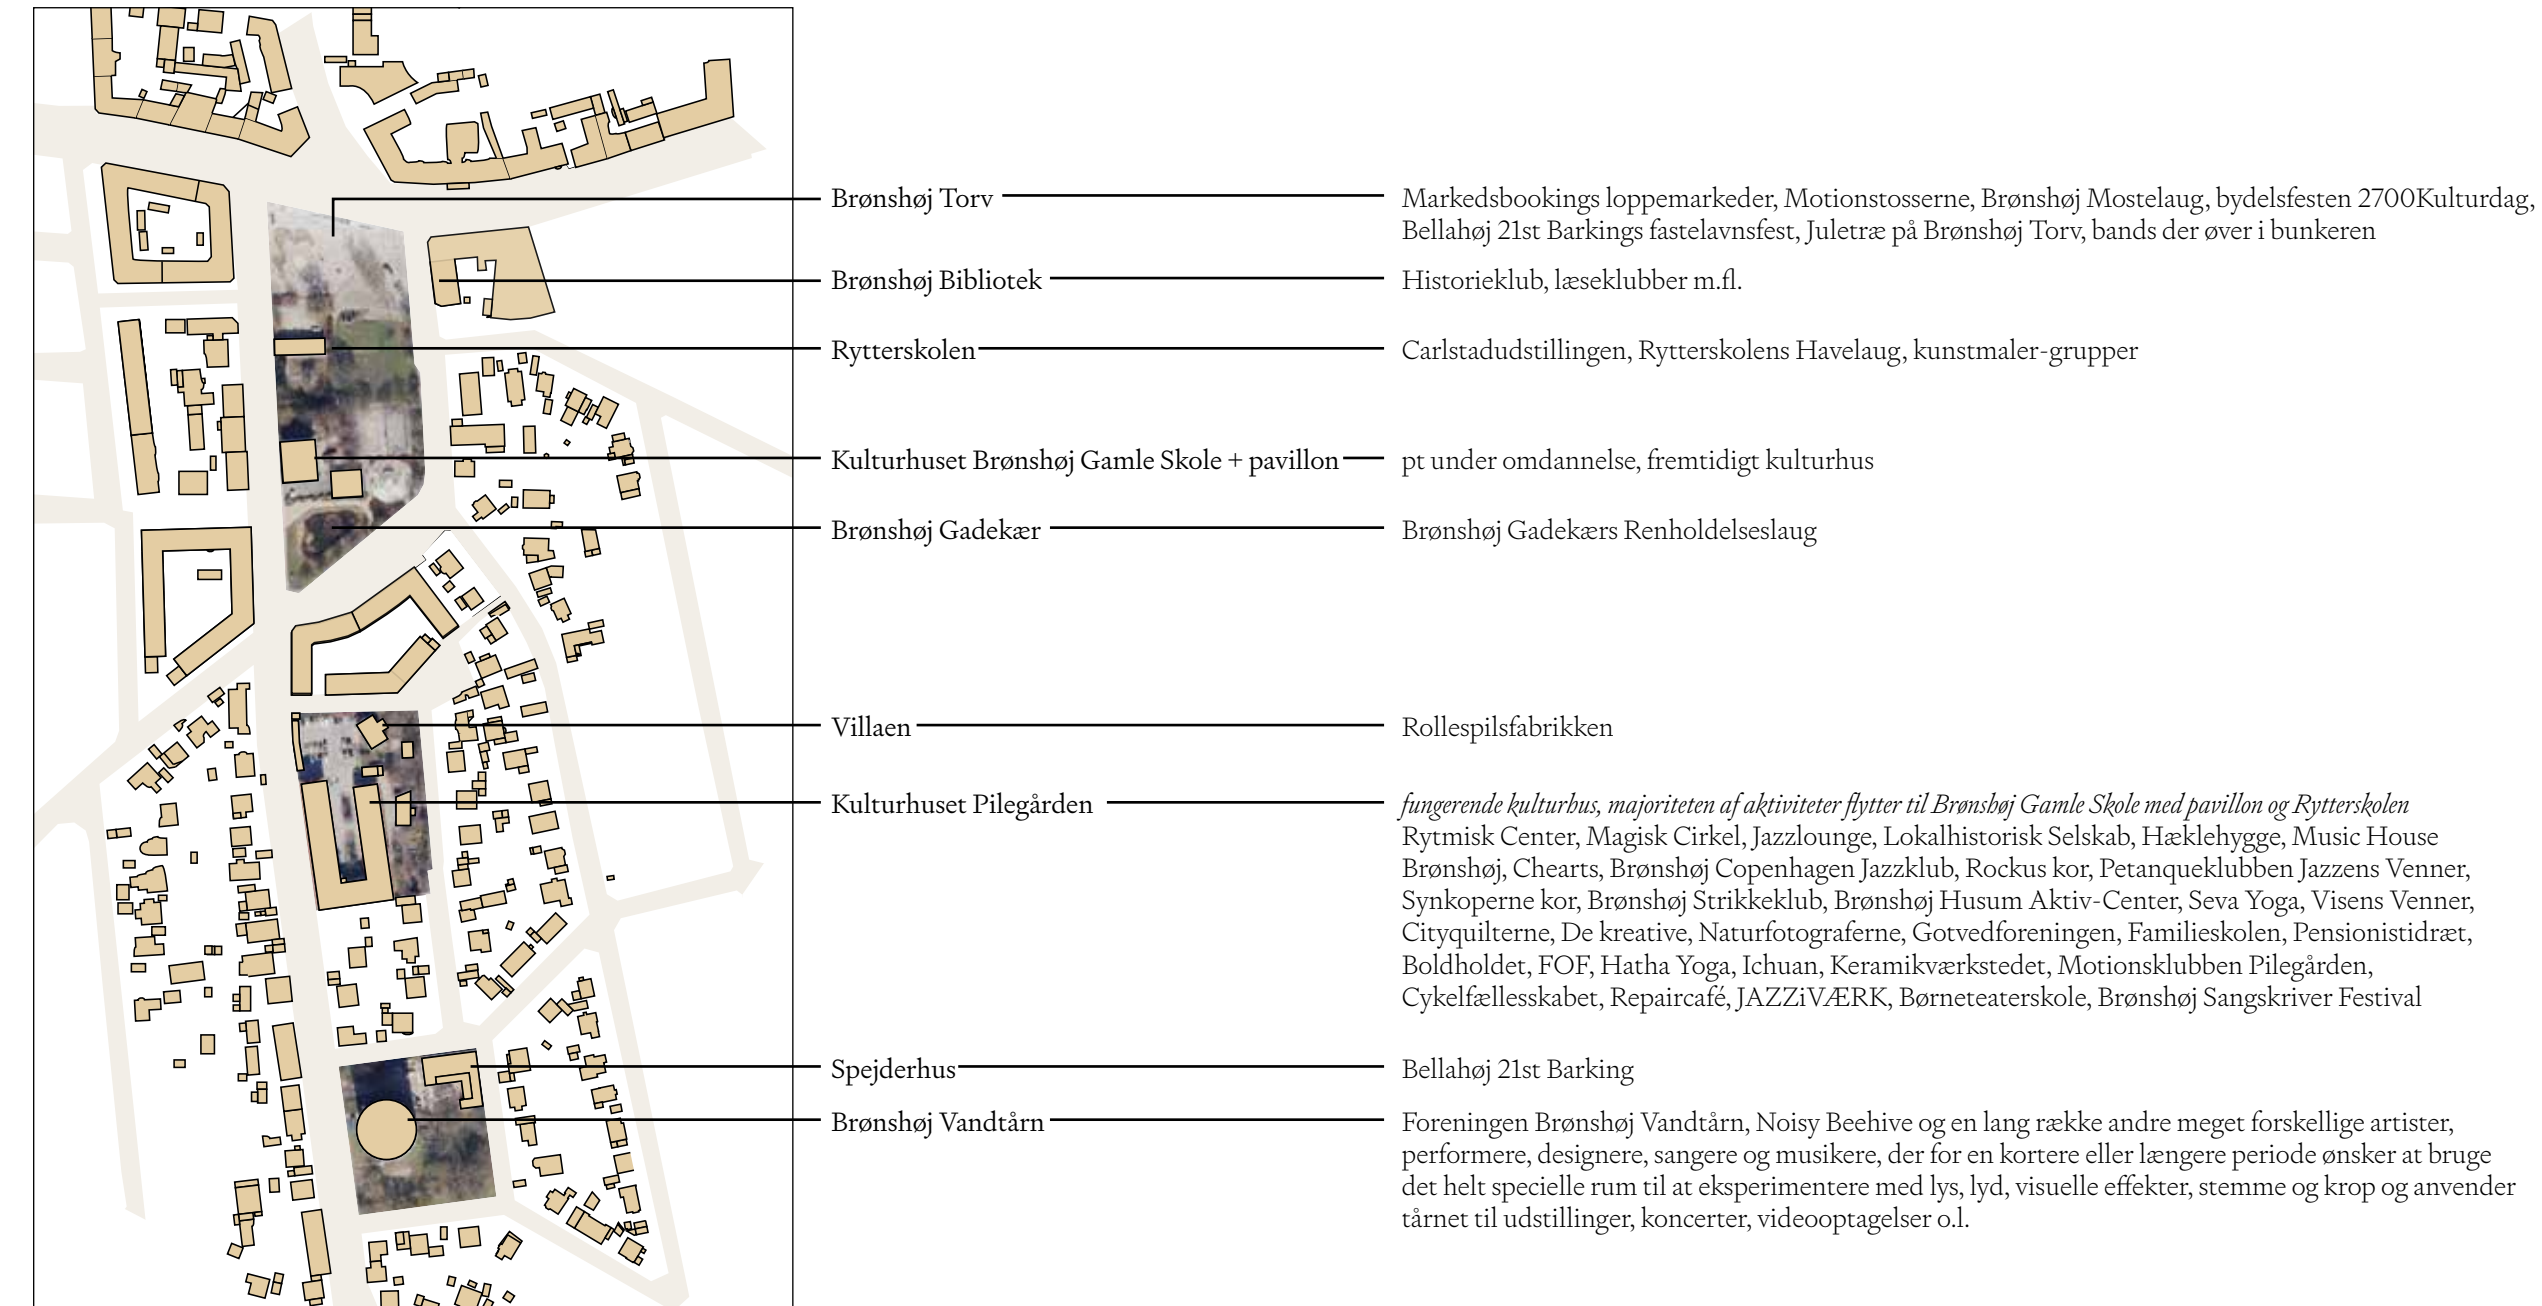 Brønshøj Torv
Markedsbookings loppemarkeder, Motionstosserne, Brønshøj Mostelaug, bydelsfesten 2700Kulturdag,
Bellahøj 21st Barkings fastelavnsfest, Juletræ på Brønshøj Torv, bands der øver i bunkeren
Brønshøj Bibliotek
Historieklub, læseklubber m.fl.
Rytterskolen
Carlstadudstillingen, Rytterskolens Havelaug, kunstmaler-grupper
Kulturhuset Brønshøj Gamle Skole + pavillon
pt under omdannelse, fremtidigt kulturhus
Brønshøj Gadekær
Brønshøj Gadekærs Renholdelseslaug
Villaen
Rollespilsfabrikken
Kulturhuset Pilegården
fungerende kulturhus, majoriteten af aktiviteter flytter til Brønshøj Gamle Skole med pavillon og Rytterskolen
Rytmisk Center, Magisk Cirkel, Jazzlounge, Lokalhistorisk Selskab, Hæklehygge, Music House
Brønshøj, Chearts, Brønshøj Copenhagen Jazzklub, Rockus kor, Petanqueklubben Jazzens Venner,
Synkoperne kor, Brønshøj Strikkeklub, Brønshøj Husum Aktiv-Center, Seva Yoga, Visens Venner,
Cityquilterne, De kreative, Naturfotograferne, Gotvedforeningen, Familieskolen, Pensionistidræt,
Boldholdet, FOF, Hatha Yoga, Ichuan, Keramikværkstedet, Motionsklubben Pilegården,
Cykelfællesskabet, Repaircafé, JAZZiVÆRK, Børneteaterskole, Brønshøj Sangskriver Festival
Spejderhus
Bellahøj 21st Barking
Brønshøj Vandtårn
Foreningen Brønshøj Vandtårn, Noisy Beehive og en lang række andre meget forskellige artister,
performere, designere, sangere og musikere, der for en kortere eller længere periode ønsker at bruge
det helt specielle rum til at eksperimentere med lys, lyd, visuelle effekter, stemme og krop og anvender
tårnet til udstillinger, koncerter, videooptagelser o.l.